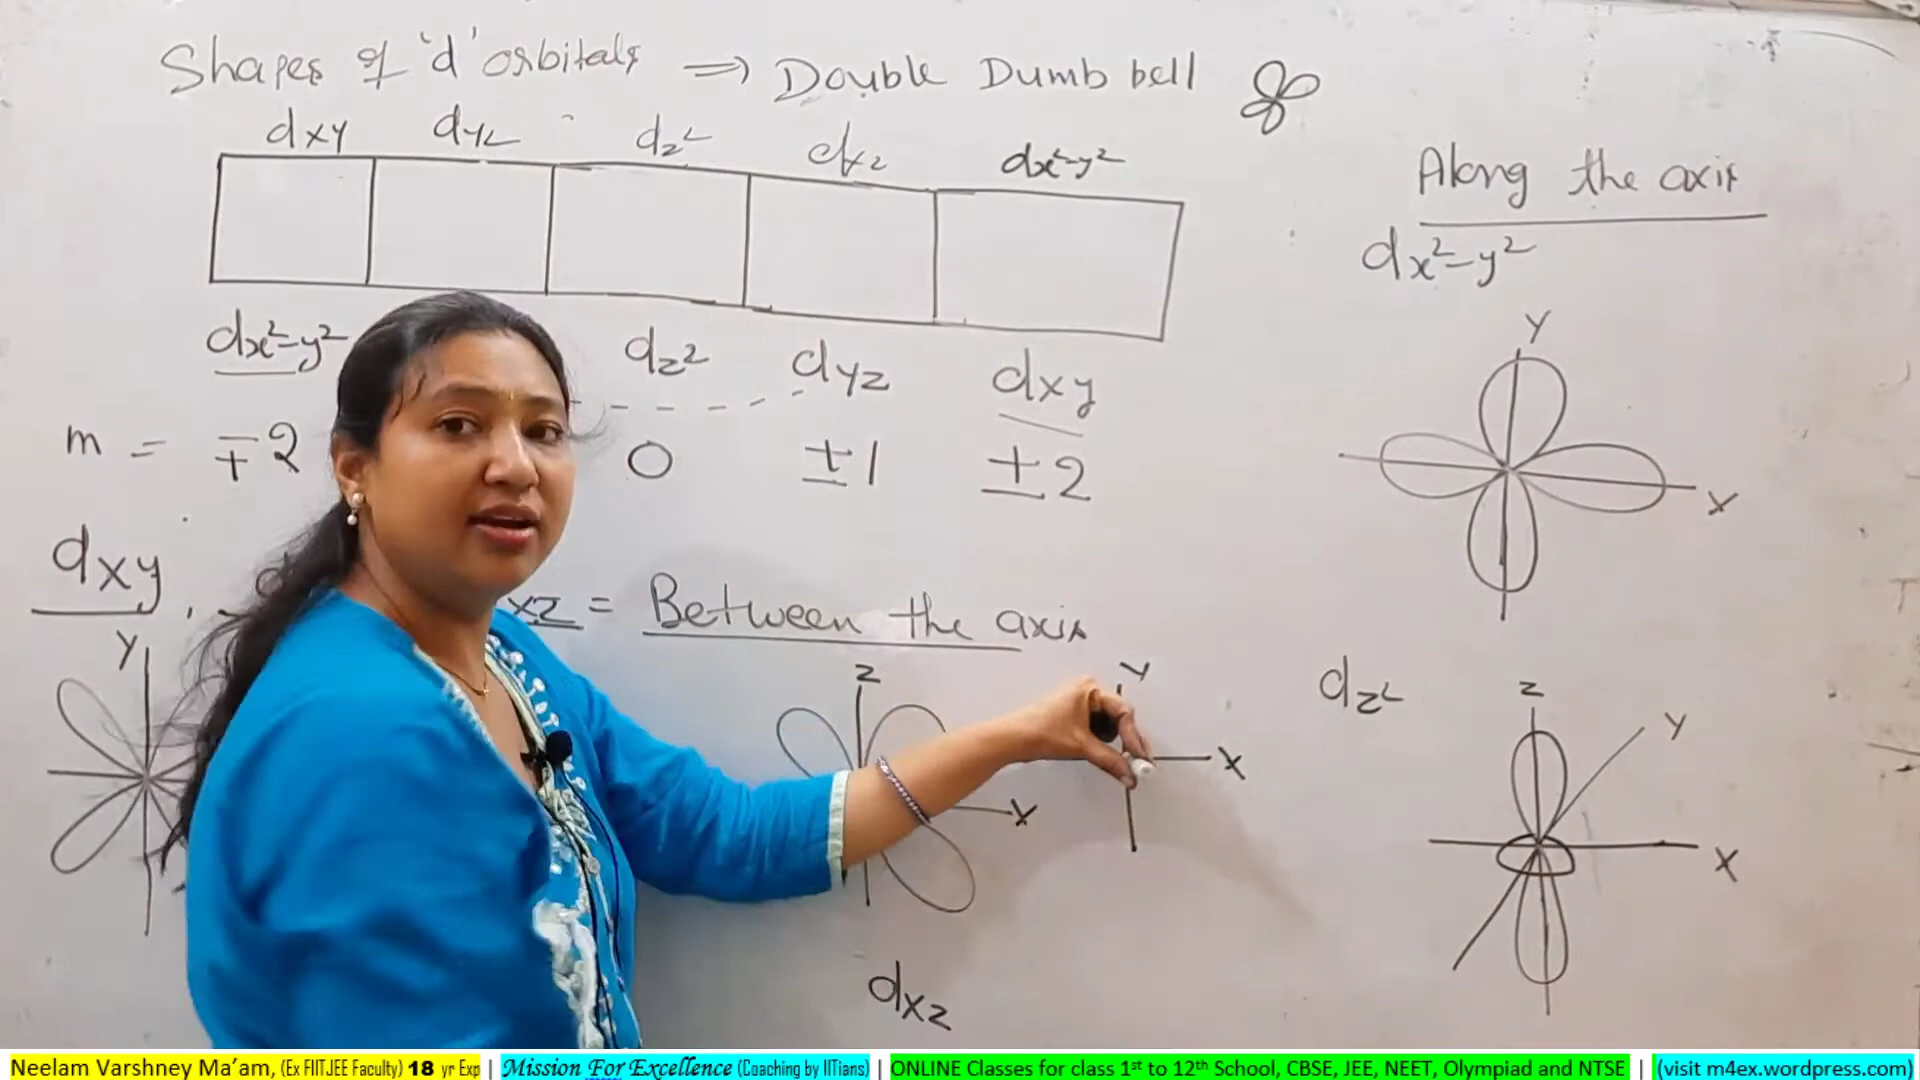 Shapes of 'd' orbitals ⇒ Double Dumb bell
dxy dyz dz² dxz dx²-y²
Along the axis
dx²-y²
dx²-y² dz² dyz dxy
m = ∓2 0 ±1 ±2
Y
X
dxy, xz = Between the axis
Y
Z
X
Y
X
dz²
Z
Y
X
dxz
Neelam Varshney Ma'am, (Ex FIITJEE Faculty) 18 yr Exp | Mission For Excellence (Coaching by IITians) | ONLINE Classes for class 1st to 12th School, CBSE, JEE, NEET, Olympiad and NTSE | (visit m4ex.wordpress.com)